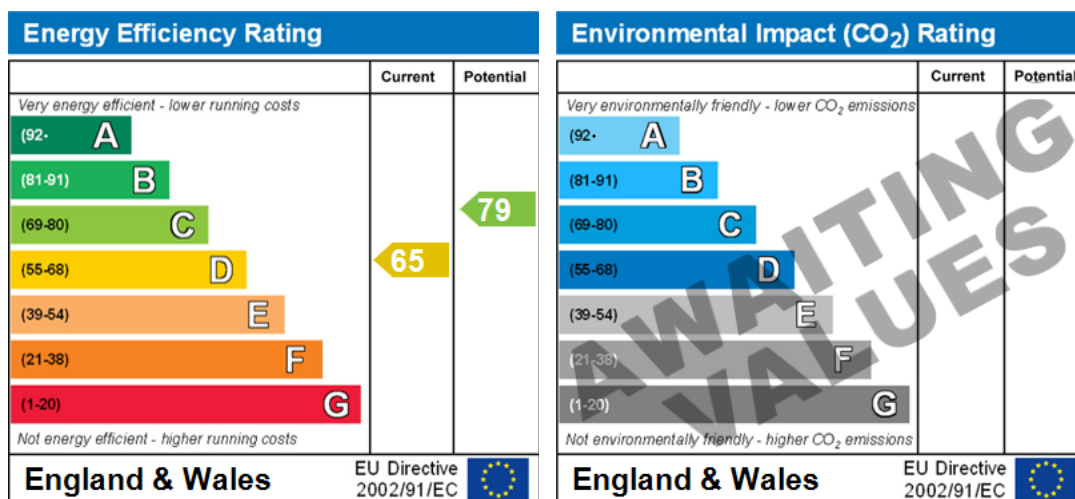 Energy Efficiency Rating
Current Potential
Very energy efficient - lower running costs
(92+ A
(81-91) B
(69-80) C
79
(55-68) D
65
(39-54) E
(21-38) F
(1-20) G
Not energy efficient - higher running costs
England & Wales
EU Directive
2002/91/EC
Environmental Impact (CO2) Rating
Current Potential
Very environmentally friendly - lower CO2 emissions
(92+ A
(81-91) B
(69-80) C
(55-68) D
(39-54) E
(21-38) F
(1-20) G
AWAITING
VALUES
Not environmentally friendly - higher CO2 emissions
England & Wales
EU Directive
2002/91/EC